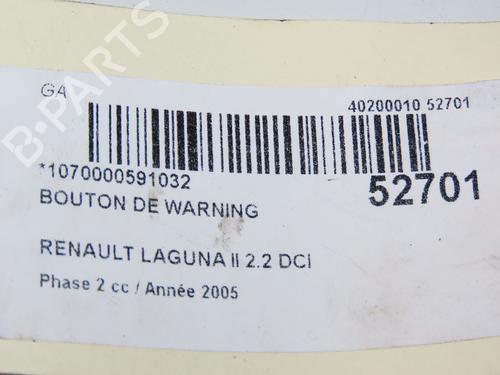 GA
40200010 52701
*1070000591032
52701
BOUTON DE WARNING
RENAULT LAGUNA II 2.2 DCI
Phase 2 cc / Année 2005
B-PARTS